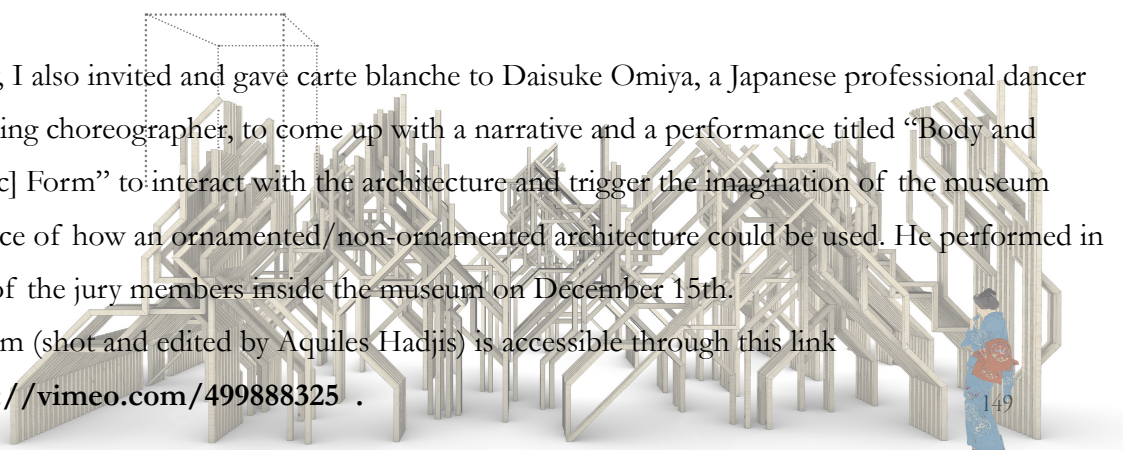 , I also invited and gave carte blanche to Daisuke Omiya, a Japanese professional dancer
ing choreographer, to come up with a narrative and a performance titled “Body and
c] Form” to interact with the architecture and trigger the imagination of the museum
ce of how an ornamented/non-ornamented architecture could be used. He performed in
of the jury members inside the museum on December 15th.
m (shot and edited by Aquiles Hadjis) is accessible through this link
//vimeo.com/499888325 .
149